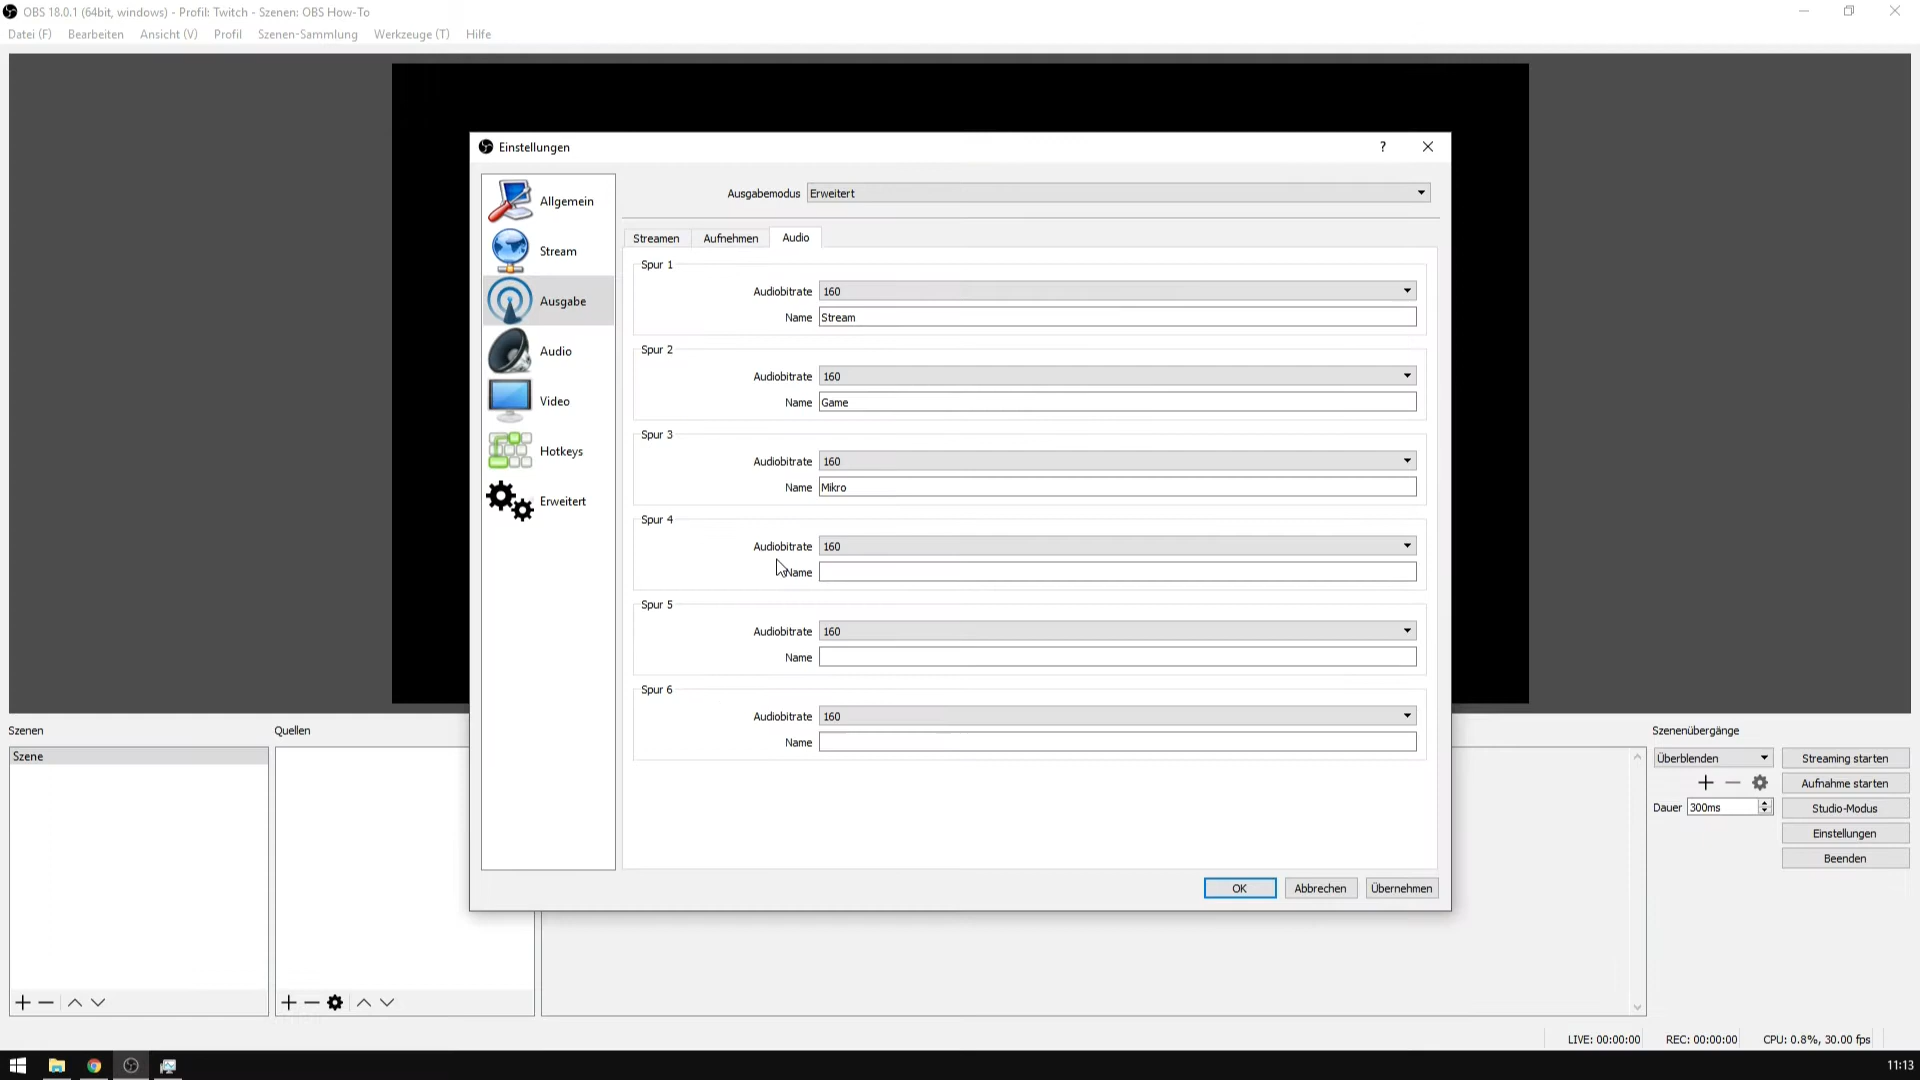 OBS 18.0.1 (64bit, windows) - Profil: Twitch - Szenen: OBS How-To
Datei (F) Bearbeiten Ansicht (V) Profil Szenen-Sammlung Werkzeuge (T) Hilfe
Einstellungen ?
Allgemein
Stream
Ausgabe
Audio
Video
Hotkeys
Erweitert
Ausgabemodus Erweitert
Streamen Aufnehmen Audio
Spur 1
Audiobitrate 160
Name Stream
Spur 2
Audiobitrate 160
Name Game
Spur 3
Audiobitrate 160
Name Mikro
Spur 4
Audiobitrate 160
Name
Spur 5
Audiobitrate 160
Name
Spur 6
Audiobitrate 160
Name
OK Abbrechen Übernehmen
Szenen
Szene
Quellen
Szenenübergänge
Überblenden
Dauer 300ms
Streaming starten
Aufnahme starten
Studio-Modus
Einstellungen
Beenden
LIVE: 00:00:00 REC: 00:00:00 CPU: 0.8%, 30.00 fps
11:13